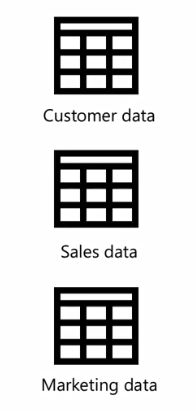 Customer data
Sales data
Marketing data